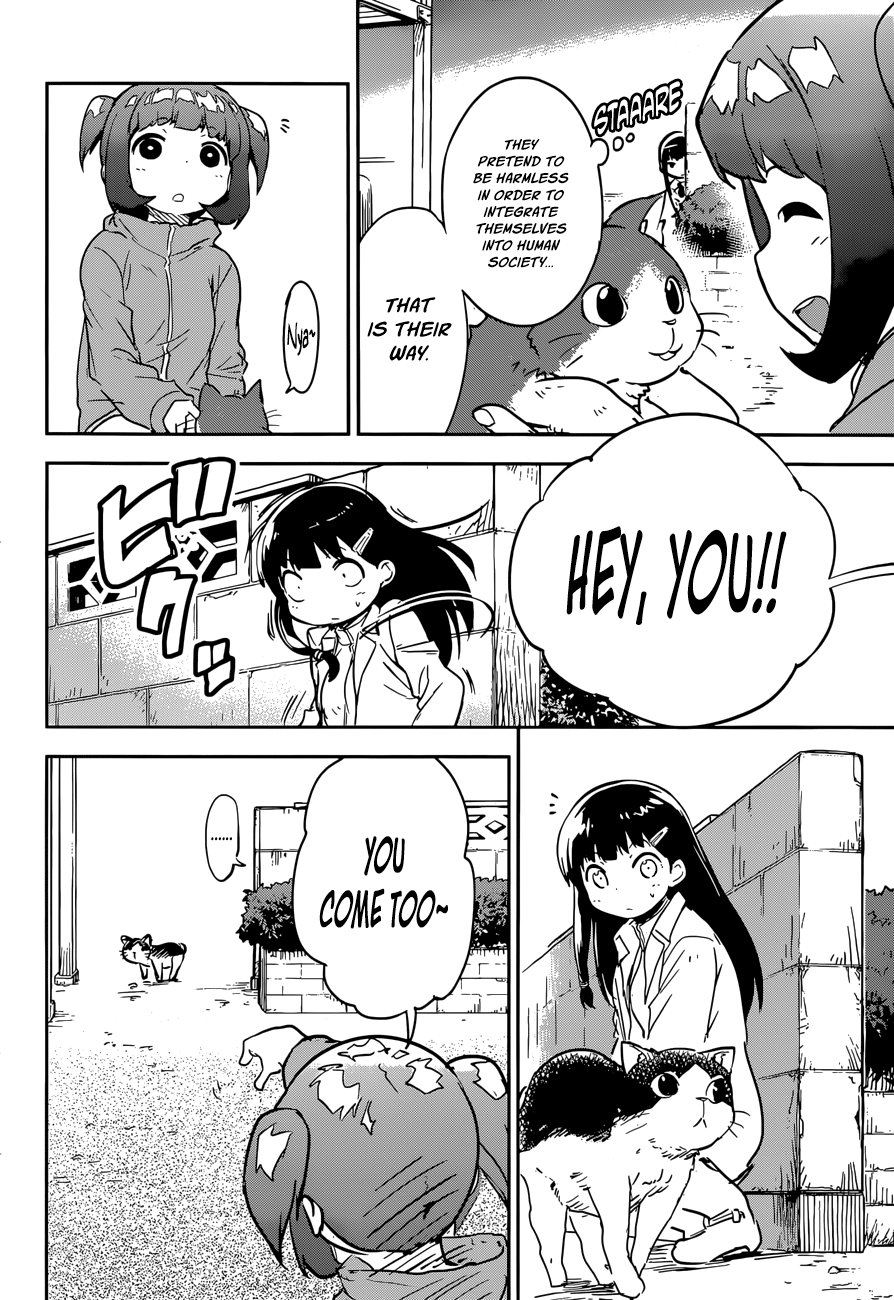 STAAARE
THEY
PRETEND TO
BE HARMLESS
IN ORDER TO
INTEGRATE
THEMSELVES
INTO HUMAN
SOCIETY...
THAT
IS THEIR
WAY.
Nya~
HEY, YOU!!
ビクッ
YOU
COME TOO~
......